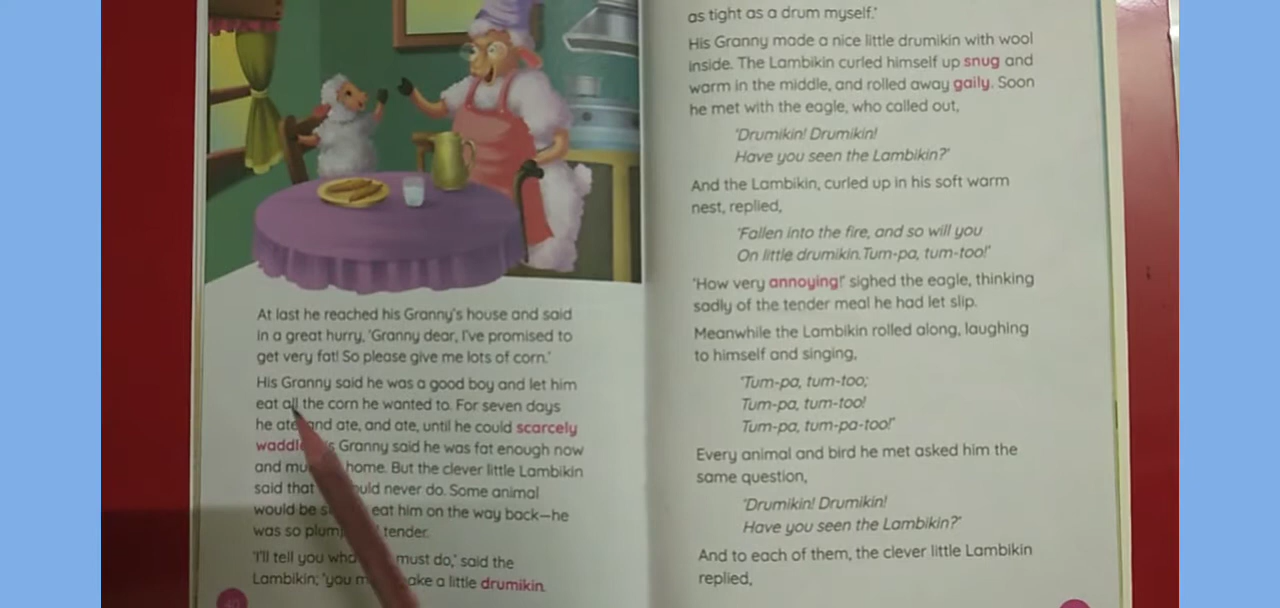 At last he reached his Granny's house and said
in a great hurry, 'Granny dear, I've promised to
get very fat! So please give me lots of corn.'
His Granny said he was a good boy and let him
eat all the corn he wanted to. For seven days
he ate and ate, and ate, until he could scarcely
waddle. Granny said he was fat enough now
and home. But the clever little Lambikin
said that never do. Some animal
would be eat him on the way back—he
was so plump tender.
'I'll tell you must do,' said the
Lambikin; 'you a little drumikin
as tight as a drum myself.'
His Granny made a nice little drumikin with wool
inside. The Lambikin curled himself up snug and
warm in the middle, and rolled away gaily. Soon
he met with the eagle, who called out,
'Drumikin! Drumikin!
Have you seen the Lambikin?'
And the Lambikin, curled up in his soft warm
nest, replied,
'Fallen into the fire, and so will you
On little drumikin. Tum-pa, tum-too!'
'How very annoying!' sighed the eagle, thinking
sadly of the tender meal he had let slip.
Meanwhile the Lambikin rolled along, laughing
to himself and singing,
'Tum-pa, tum-too;
Tum-pa, tum-too!
Tum-pa, tum-pa-too!'
Every animal and bird he met asked him the
same question,
'Drumikin! Drumikin!
Have you seen the Lambikin?'
And to each of them, the clever little Lambikin
replied,